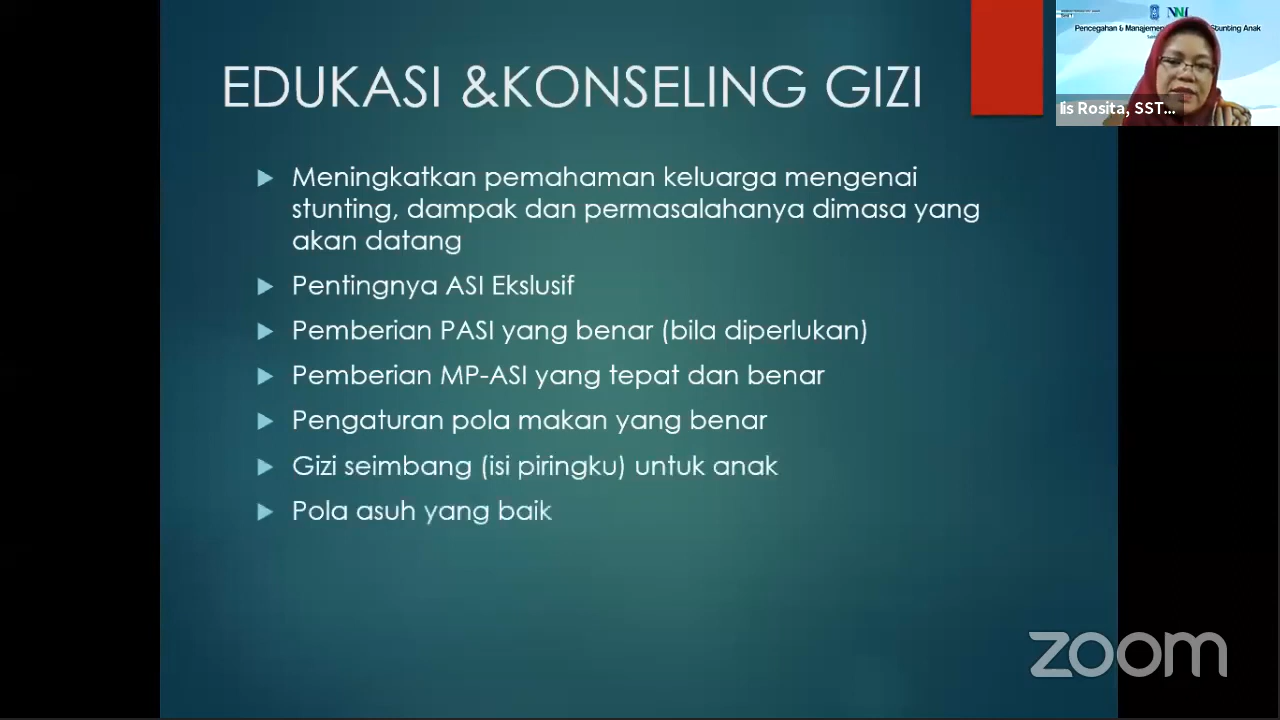 EDUKASI &KONSELING GIZI
Meningkatkan pemahaman keluarga mengenai
stunting, dampak dan permasalahanya dimasa yang
akan datang
Pentingnya ASI Ekslusif
Pemberian PASI yang benar (bila diperlukan)
Pemberian MP-ASI yang tepat dan benar
Pengaturan pola makan yang benar
Gizi seimbang (isi piringku) untuk anak
Pola asuh yang baik
Pencegahan & Manajemen Stunting Anak
Iis Rosita, SST...
zoom